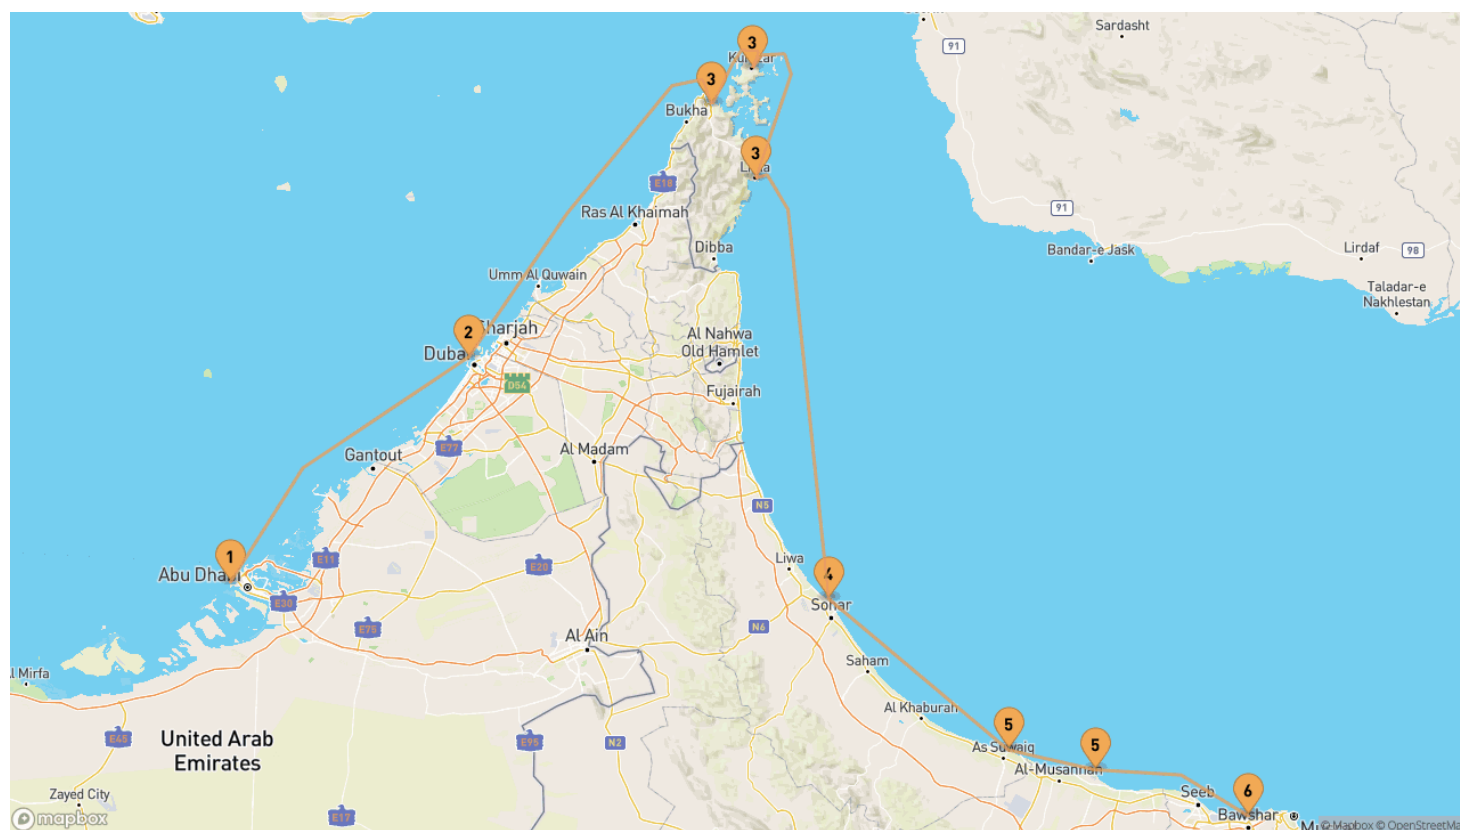 Sardasht
91
3
Kumzar
3
Bukha
3
Lima
E18
91
Ras Al Khaimah
Dibba
Bandar-e Jask
Lirdaf
98
Umm Al Quwain
Taladar-e
Nakhlestan
2
Sharjah
Dubai
Al Nahwa
Old Hamlet
D54
Fujairah
E77
Al Madam
Gantout
N5
1
Abu Dhabi
E11
E20
Liwa
4
Sohar
E30
E75
N6
Al Ain
Saham
Al Mirfa
Al Khaburah
5
As Suwaiq
5
Al-Musannah
E45
United Arab
Emirates
E95
N2
Zayed City
Seeb
6
Bawshar
mapbox
E17
© Mapbox © OpenStreetMa